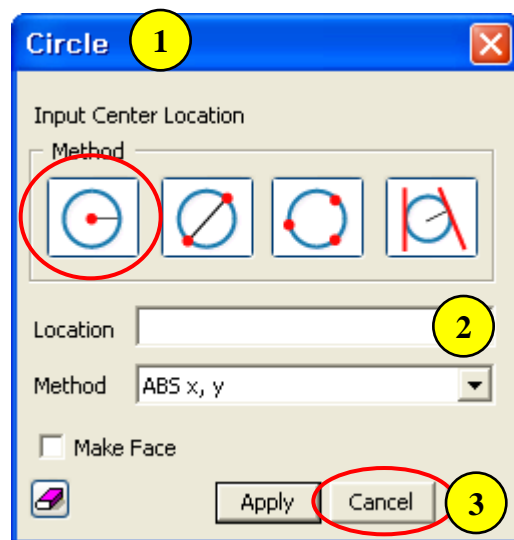 Circle 1
Input Center Location
Method
Location 2
Method ABS x, y
Make Face
Apply Cancel 3